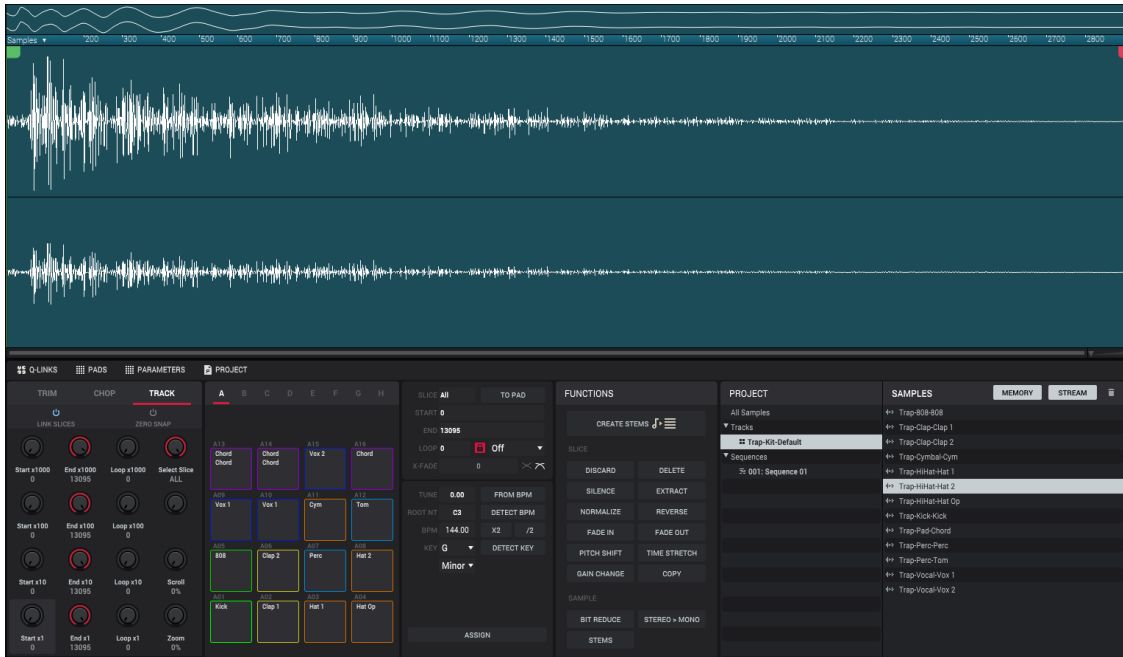 Samples ▾ '200 '300 '400 '500 '600 '700 '800 '900 '1000 '1100 '1200 '1300 '1400 '1500 '1600 '1700 '1800 '1900 '2000 '2100 '2200 '2300 '2400 '2500 '2600 '2700 '2800
Q-LINKS PADS PARAMETERS PROJECT
TRIM CHOP TRACK
LINK SLICES ZERO SNAP
Start x1000 End x1000 Loop x1000 Select Slice
0 13095 0 ALL
Start x100 End x100 Loop x100
0 13095 0
Start x10 End x10 Loop x10 Scroll
0 13095 0 0%
Start x1 End x1 Loop x1 Zoom
0 13095 0 0%
A B C D E F G H
A13 A14 A15 A16
Chord Chord Vox 2 Chord
Chord Chord
A09 A10 A11 A12
Vox 1 Vox 1 Cym Tom
A05 A06 A07 A08
808 Clap 2 Perc Hat 2
A01 A02 A03 A04
Kick Clap 1 Hat 1 Hat Op
SLICE All TO PAD
START 0
END 13095
LOOP 0 Off
X-FADE 0
TUNE 0.00 FROM BPM
ROOT NT C3 DETECT BPM
BPM 144.00 X2 /2
KEY G DETECT KEY
Minor
ASSIGN
FUNCTIONS
CREATE STEMS
SLICE
DISCARD DELETE
SILENCE EXTRACT
NORMALIZE REVERSE
FADE IN FADE OUT
PITCH SHIFT TIME STRETCH
GAIN CHANGE COPY
SAMPLE
BIT REDUCE STEREO > MONO
STEMS
PROJECT
All Samples
Tracks
Trap-Kit-Default
Sequences
001: Sequence 01
SAMPLES MEMORY STREAM
Trap-808-808
Trap-Clap-Clap 1
Trap-Clap-Clap 2
Trap-Cymbal-Cym
Trap-HiHat-Hat 1
Trap-HiHat-Hat 2
Trap-HiHat-Hat Op
Trap-Kick-Kick
Trap-Pad-Chord
Trap-Perc-Perc
Trap-Perc-Tom
Trap-Vocal-Vox 1
Trap-Vocal-Vox 2